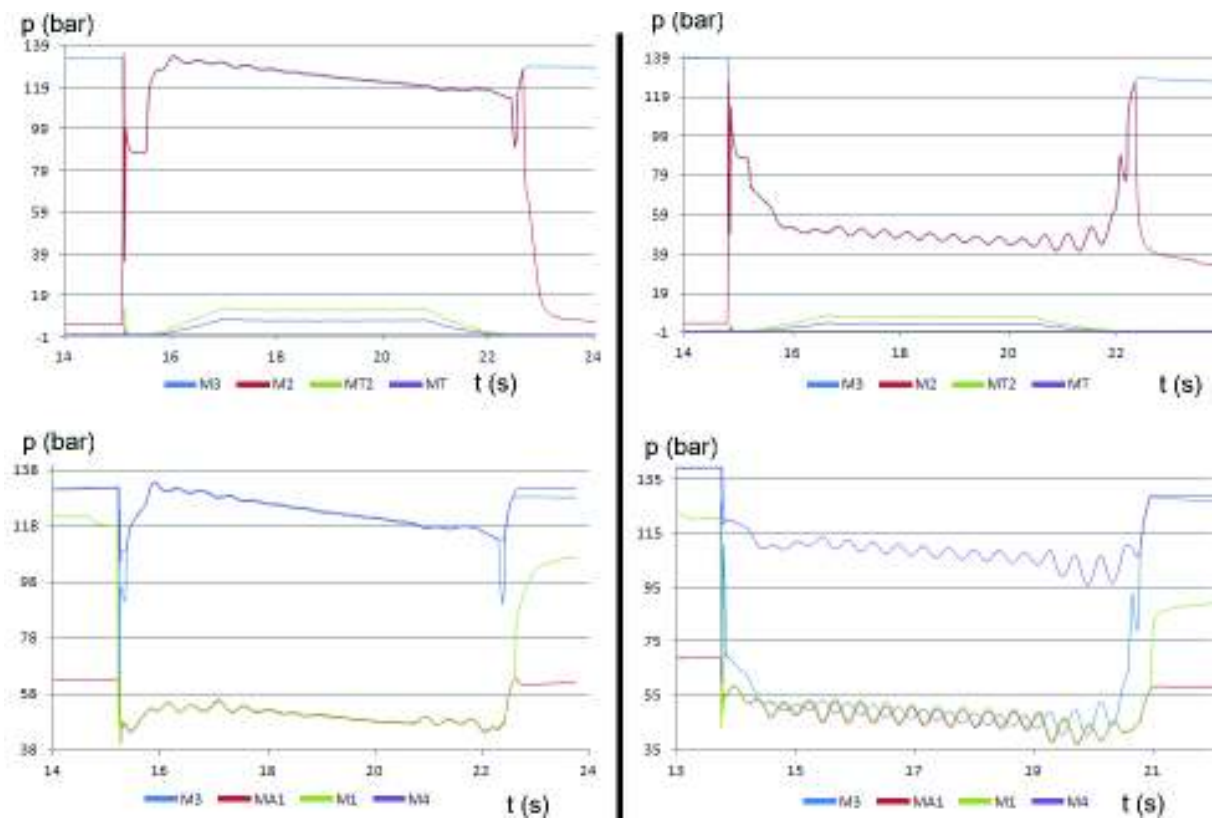 p (bar)
139
119
99
79
59
39
19
-1
14 16 18 20 22 24
M3 M2 MT2 MT t (s)
p (bar)
139
119
99
79
59
39
19
-1
14 16 18 20 22
M3 M2 MT2 MT t (s)
p (bar)
138
118
98
78
58
38
14 16 18 20 22 24
M3 MA1 M1 M4 t (s)
p (bar)
135
115
95
75
55
35
13 15 17 19 21
M3 MA1 M1 M4 t (s)